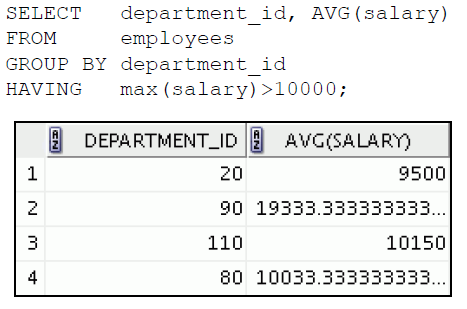 SELECT department_id, AVG(salary)
FROM employees
GROUP BY department_id
HAVING max(salary)>10000;
DEPARTMENT_ID AVG(SALARY)
1 20 9500
2 90 19333.333333333...
3 110 10150
4 80 10033.333333333...